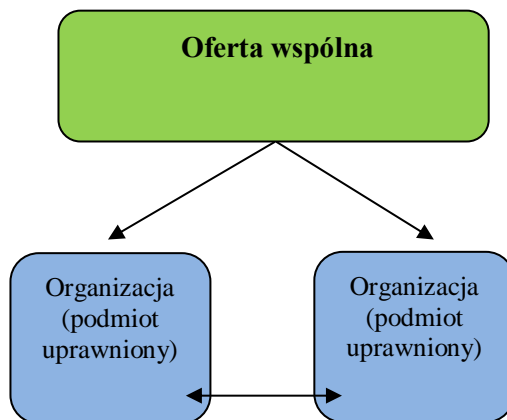 Oferta wspólna
Organizacja
(podmiot
uprawniony)
Organizacja
(podmiot
uprawniony)